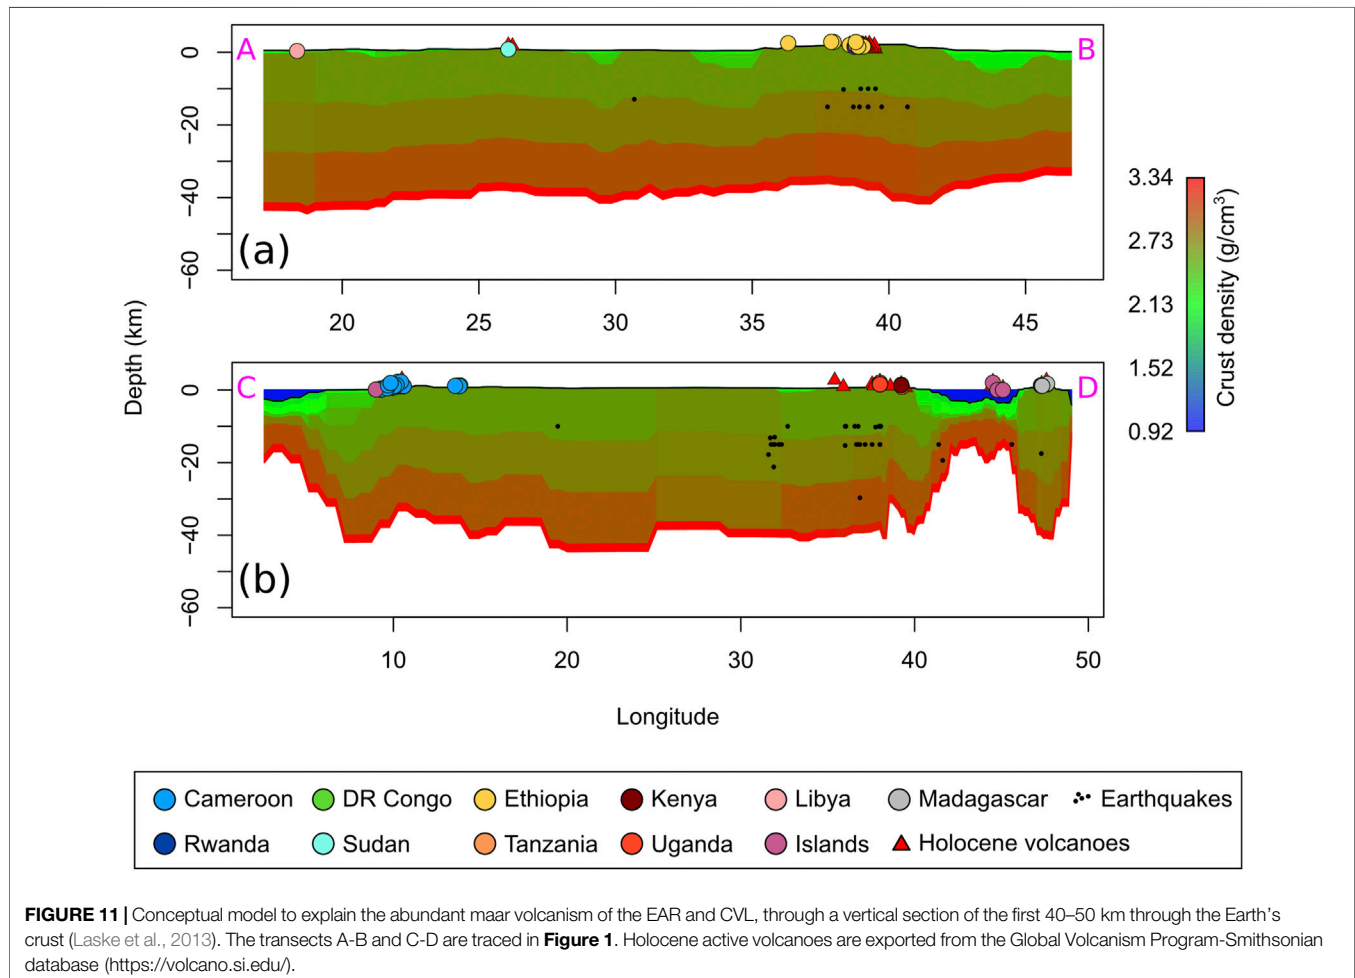 A
B
0
−20
−40
−60
(a)
20
25
30
35
40
45
Depth (km)
C
D
0
−20
−40
−60
(b)
10
20
30
40
50
Longitude
3.34
2.73
2.13
1.52
0.92
Crust density (g/cm³)
Cameroon DR Congo Ethiopia Kenya Libya Madagascar Earthquakes
Rwanda Sudan Tanzania Uganda Islands Holocene volcanoes
FIGURE 11 | Conceptual model to explain the abundant maar volcanism of the EAR and CVL, through a vertical section of the first 40–50 km through the Earth's
crust (Laske et al., 2013). The transects A-B and C-D are traced in Figure 1. Holocene active volcanoes are exported from the Global Volcanism Program-Smithsonian
database (https://volcano.si.edu/).